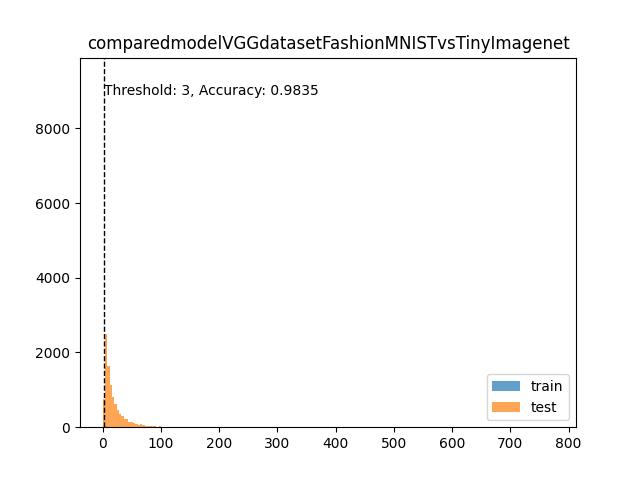 comparedmodelVGGdatasetFashionMNISTvsTinyImagenet
Threshold: 3, Accuracy: 0.9835
8000
6000
4000
2000
0
train
test
0 100 200 300 400 500 600 700 800